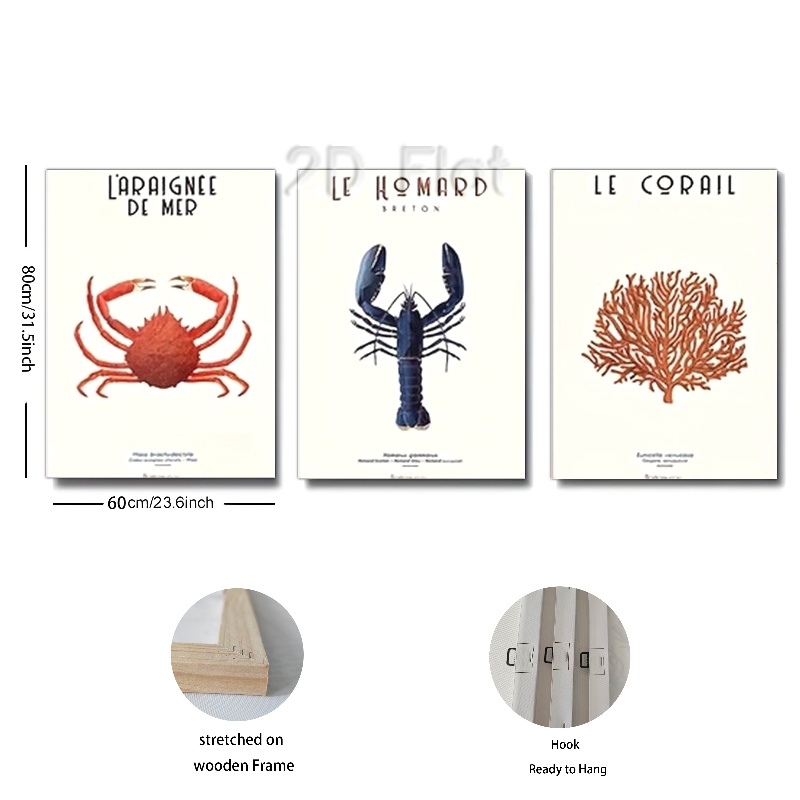 2D Flat
L'ARAIGNÉE
DE MER
LE HOMARD
BRETON
LE CORAIL
80cm/31.5inch
60cm/23.6inch
stretched on
wooden Frame
Hook
Ready to Hang